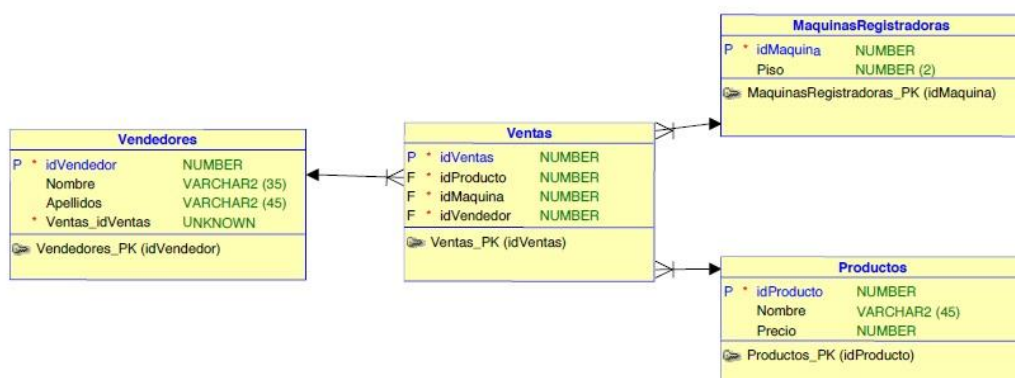 MaquinasRegistradoras
P * idMaquina NUMBER
Piso NUMBER (2)
MaquinasRegistradoras_PK (idMaquina)
Vendedores
P * idVendedor NUMBER
Nombre VARCHAR2 (35)
Apellidos VARCHAR2 (45)
* Ventas_idVentas UNKNOWN
Vendedores_PK (idVendedor)
Ventas
P * idVentas NUMBER
F * idProducto NUMBER
F * idMaquina NUMBER
F * idVendedor NUMBER
Ventas_PK (idVentas)
Productos
P * idProducto NUMBER
Nombre VARCHAR2 (45)
Precio NUMBER
Productos_PK (idProducto)